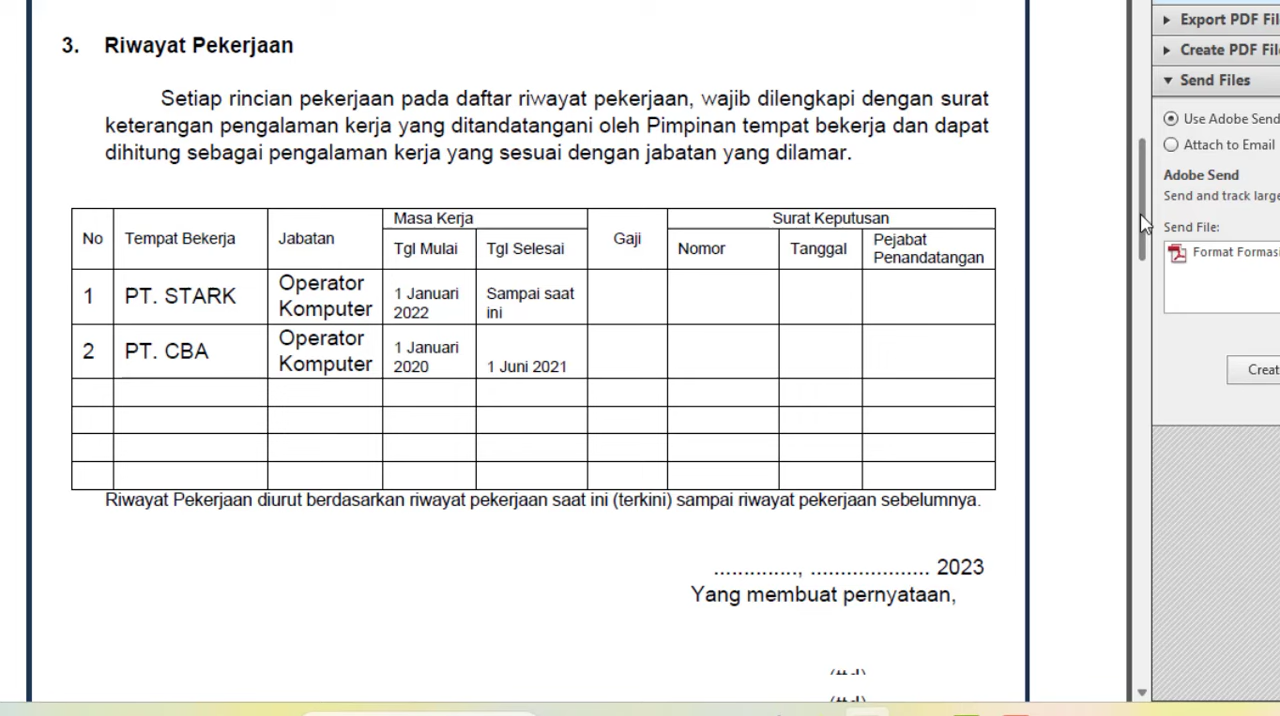 3. Riwayat Pekerjaan
Setiap rincian pekerjaan pada daftar riwayat pekerjaan, wajib dilengkapi dengan surat
keterangan pengalaman kerja yang ditandatangani oleh Pimpinan tempat bekerja dan dapat
dihitung sebagai pengalaman kerja yang sesuai dengan jabatan yang dilamar.
No Tempat Bekerja Jabatan Masa Kerja Gaji Surat Keputusan
Tgl Mulai Tgl Selesai Nomor Tanggal Pejabat
Penandatangan
1 PT. STARK Operator
Komputer 1 Januari
2022 Sampai saat
ini
2 PT. CBA Operator
Komputer 1 Januari
2020 1 Juni 2021
Riwayat Pekerjaan diurut berdasarkan riwayat pekerjaan saat ini (terkini) sampai riwayat pekerjaan sebelumnya.
.............., .................... 2023
Yang membuat pernyataan,
Export PDF Fil
Create PDF File
Send Files
Use Adobe Send
Attach to Email
Adobe Send
Send and track large
Send File:
Format Formasi
Creat